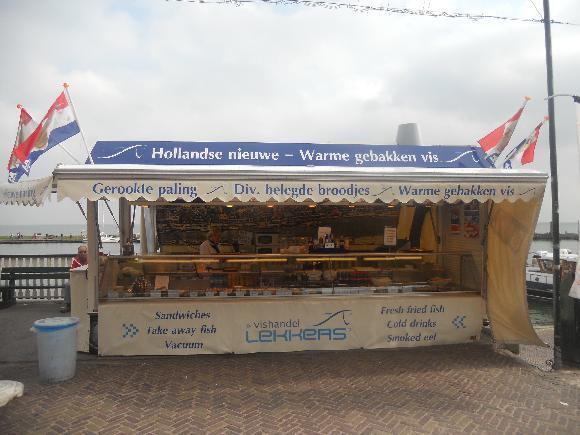 Hollandse nieuwe – Warme gebakken vis
Gerookte paling
Div. belegde broodjes
Warme gebakken vis
Sandwiches
Take away fish
Vacuum
vishandel
LEKKERS
Fresh fried fish
Cold drinks
Smoked eel